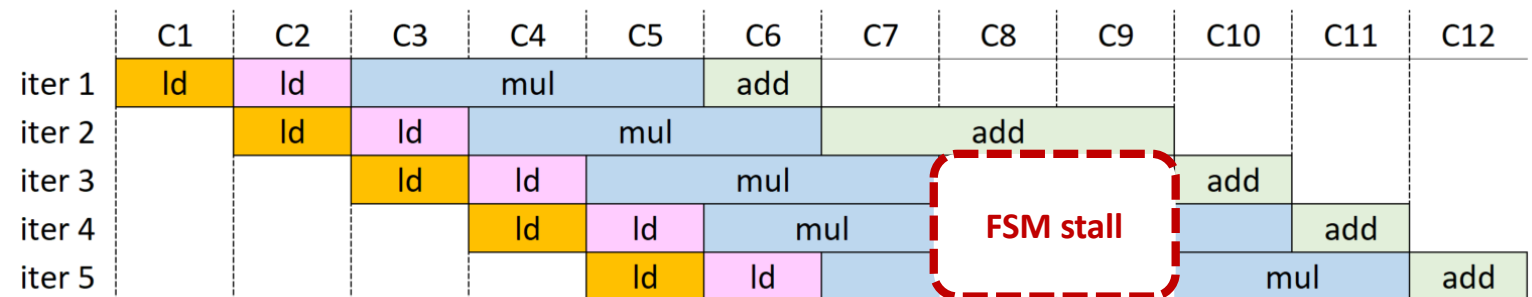 C1 C2 C3 C4 C5 C6 C7 C8 C9 C10 C11 C12
iter 1 ld ld mul add
iter 2 ld ld mul add
iter 3 ld ld mul add
iter 4 ld ld mul FSM stall add
iter 5 ld ld mul add